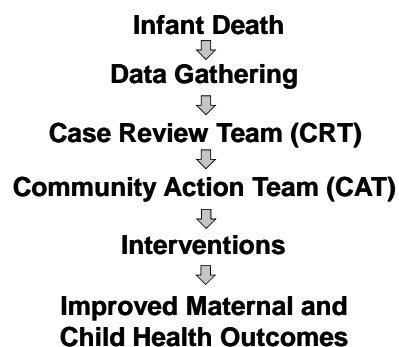 Infant Death
Data Gathering
Case Review Team (CRT)
Community Action Team (CAT)
Interventions
Improved Maternal and
Child Health Outcomes